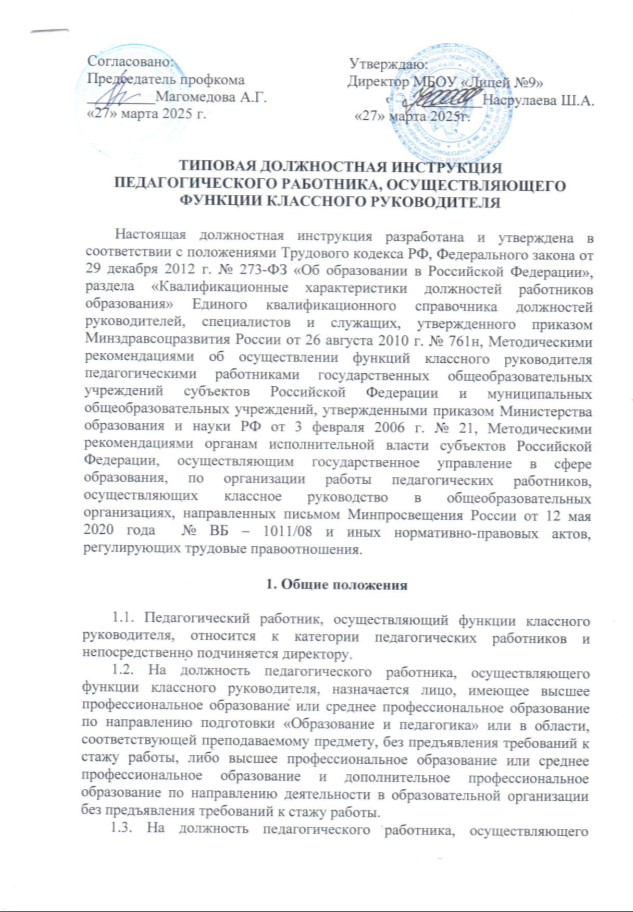 Согласовано: Утверждаю:
Председатель профкома Директор МБОУ «Лицей №9»
Магомедова А.Г. Насрулаева Ш.А.
«27» марта 2025 г. «27» марта 2025г.
ТИПОВАЯ ДОЛЖНОСТНАЯ ИНСТРУКЦИЯ
ПЕДАГОГИЧЕСКОГО РАБОТНИКА, ОСУЩЕСТВЛЯЮЩЕГО
ФУНКЦИИ КЛАССНОГО РУКОВОДИТЕЛЯ
Настоящая должностная инструкция разработана и утверждена в
соответствии с положениями Трудового кодекса РФ, Федерального закона от
29 декабря 2012 г. № 273-ФЗ «Об образовании в Российской Федерации»,
раздела «Квалификационные характеристики должностей работников
образования» Единого квалификационного справочника должностей
руководителей, специалистов и служащих, утвержденного приказом
Минздравсоцразвития России от 26 августа 2010 г. № 761н, Методическими
рекомендациями об осуществлении функций классного руководителя
педагогическими работниками государственных общеобразовательных
учреждений субъектов Российской Федерации и муниципальных
общеобразовательных учреждений, утвержденными приказом Министерства
образования и науки РФ от 3 февраля 2006 г. № 21, Методическими
рекомендациями органам исполнительной власти субъектов Российской
Федерации, осуществляющим государственное управление в сфере
образования, по организации работы педагогических работников,
осуществляющих классное руководство в общеобразовательных
организациях, направленных письмом Минпросвещения России от 12 мая
2020 года № ВБ – 1011/08 и иных нормативно-правовых актов,
регулирующих трудовые правоотношения.
1. Общие положения
1.1. Педагогический работник, осуществляющий функции классного
руководителя, относится к категории педагогических работников и
непосредственно подчиняется директору.
1.2. На должность педагогического работника, осуществляющего
функции классного руководителя, назначается лицо, имеющее высшее
профессиональное образование или среднее профессиональное образование
по направлению подготовки «Образование и педагогика» или в области,
соответствующей преподаваемому предмету, без предъявления требований к
стажу работы, либо высшее профессиональное образование или среднее
профессиональное образование и дополнительное профессиональное
образование по направлению деятельности в образовательной организации
без предъявления требований к стажу работы.
1.3. На должность педагогического работника, осуществляющего